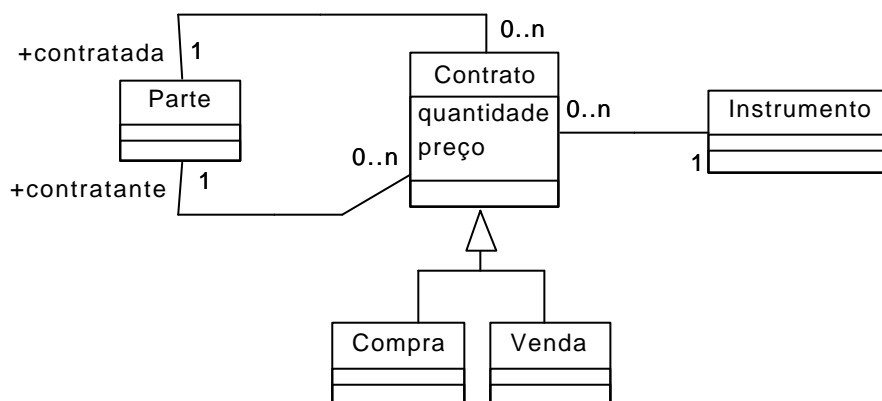 0..n
+contratada
1
Contrato
Parte
quantidade
preço
0..n
Instrumento
0..n
1
1
+contratante
Compra
Venda